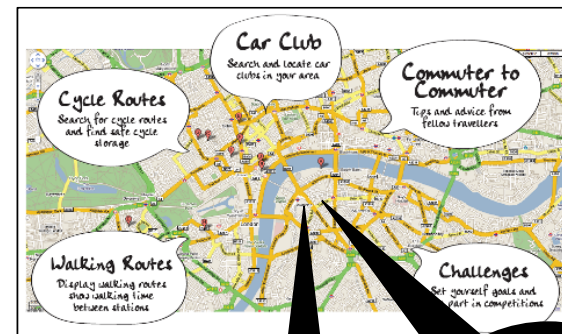 Car Club
Search and locate car
clubs in your area
Commuter to
Commuter
Tips and advice from
fellow travellers
Cycle Routes
Search for cycle routes
and find safe cycle
storage
Walking Routes
Display walking routes
show walking time
between stations
Challenges
Set yourself goals and
part in competitions